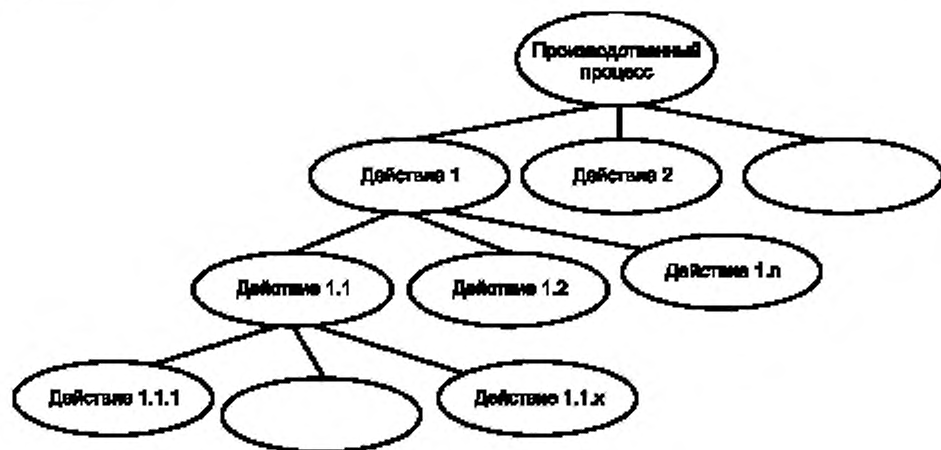 Производственный
процесс
Действие 1
Действие 2
Действие 1.1
Действие 1.2
Действие 1.n
Действие 1.1.1
Действие 1.1.x